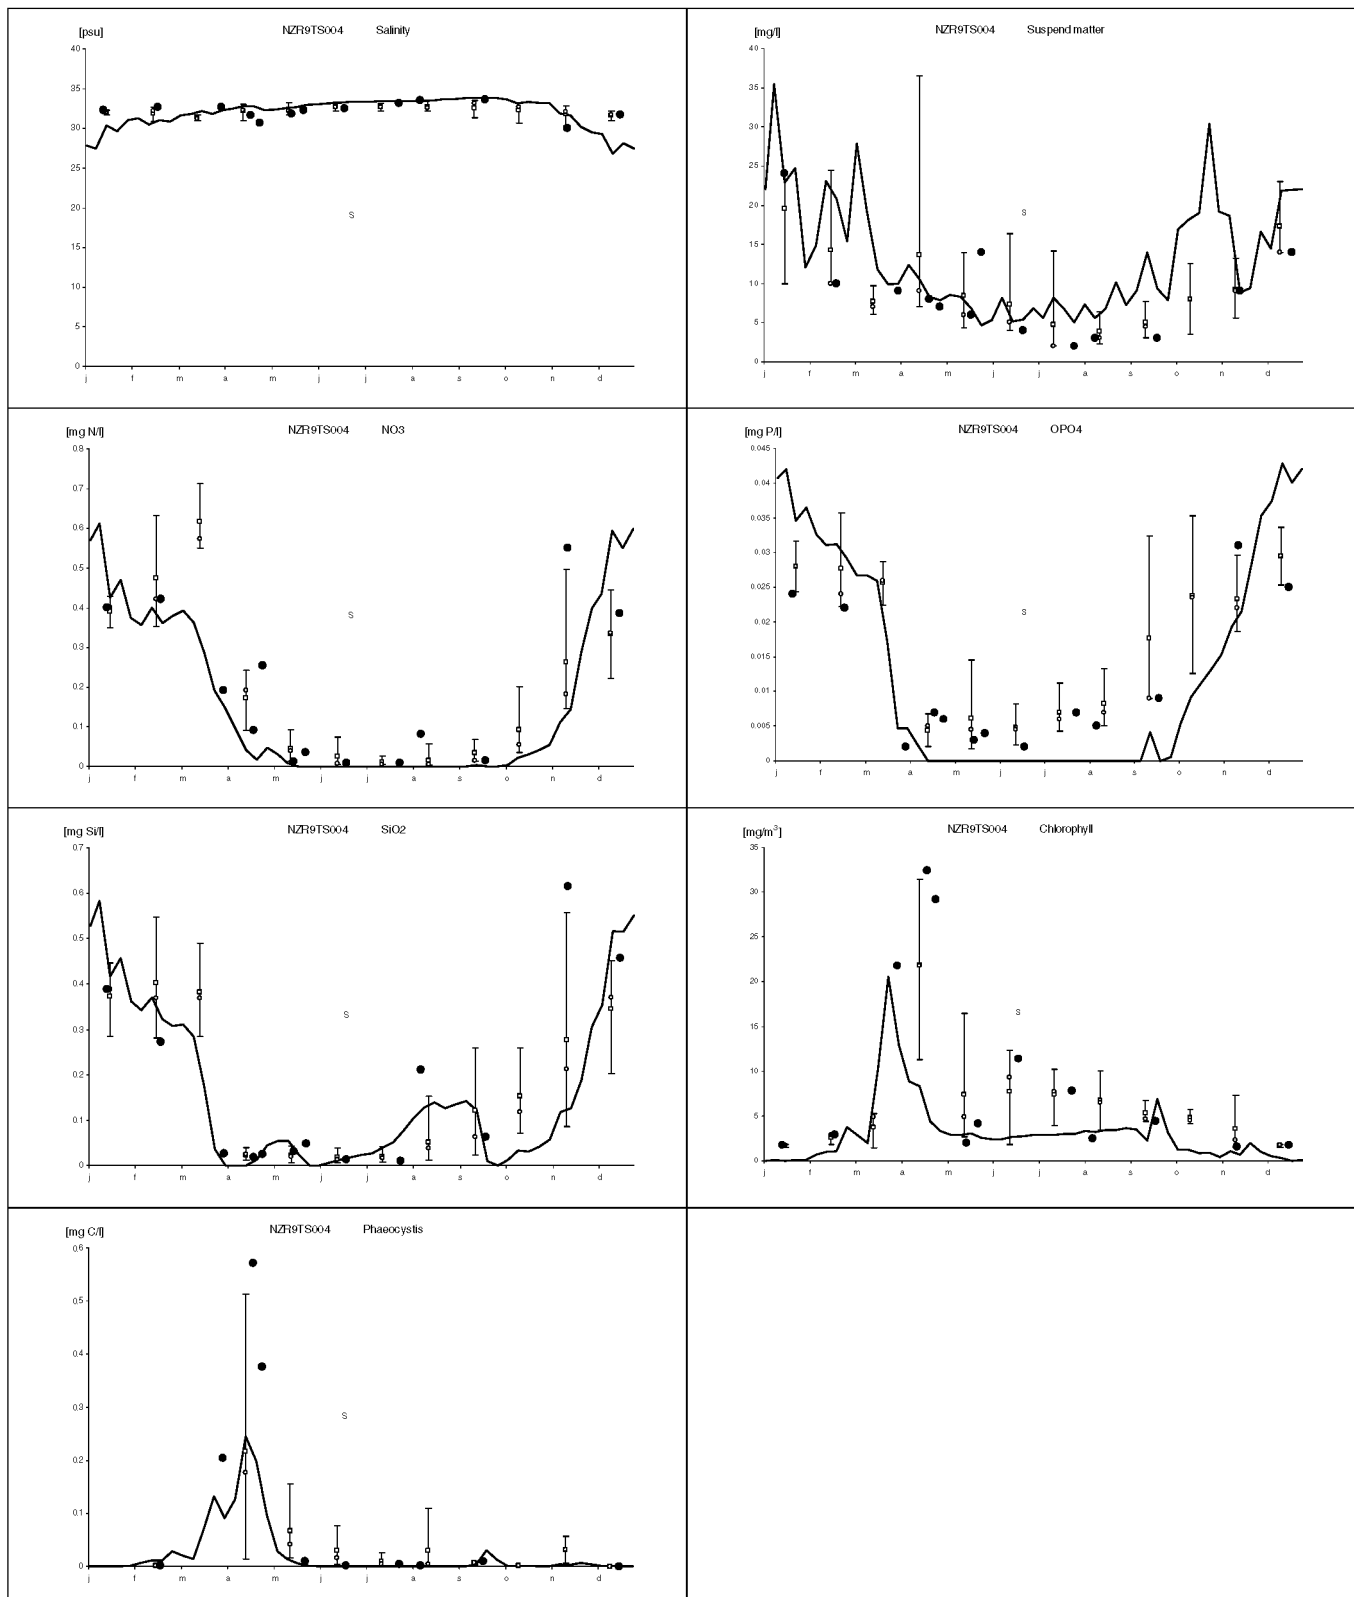 [psu] NZR9TS004 Salinity
40
35
30
25
20
15
10
5
0
s
j f m a m j j a s o n d
[mg/l] NZR9TS004 Suspend matter
40
35
30
25
20
15
10
5
0
s
j f m a m j j a s o n d
[mg N/l] NZR9TS004 NO3
0.8
0.7
0.6
0.5
0.4
0.3
0.2
0.1
0
s
j f m a m j j a s o n d
[mg P/l] NZR9TS004 OPO4
0.045
0.04
0.035
0.03
0.025
0.02
0.015
0.01
0.005
0
s
j f m a m j j a s o n d
[mg Si/l] NZR9TS004 SiO2
0.7
0.6
0.5
0.4
0.3
0.2
0.1
0
s
j f m a m j j a s o n d
[mg/m³] NZR9TS004 Chlorophyll
35
30
25
20
15
10
5
0
s
j f m a m j j a s o n d
[mg C/l] NZR9TS004 Phaeocystis
0.6
0.5
0.4
0.3
0.2
0.1
0
s
j f m a m j j a s o n d